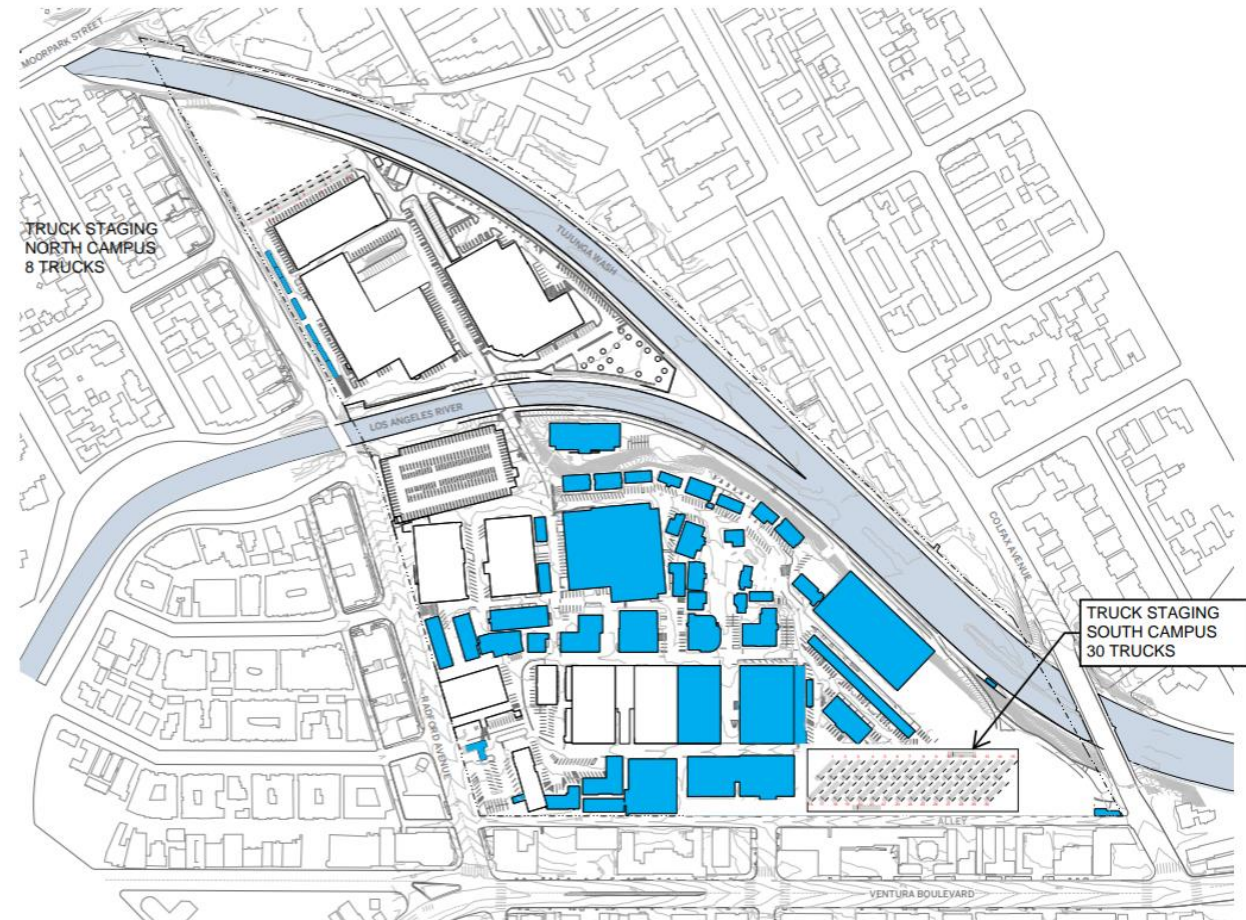 MOORPARK STREET
TRUCK STAGING
NORTH CAMPUS
8 TRUCKS
TUJUNGA WASH
LOS ANGELES RIVER
COLFAX AVENUE
TRUCK STAGING
SOUTH CAMPUS
30 TRUCKS
RADFORD AVENUE
ALLEY
VENTURA BOULEVARD